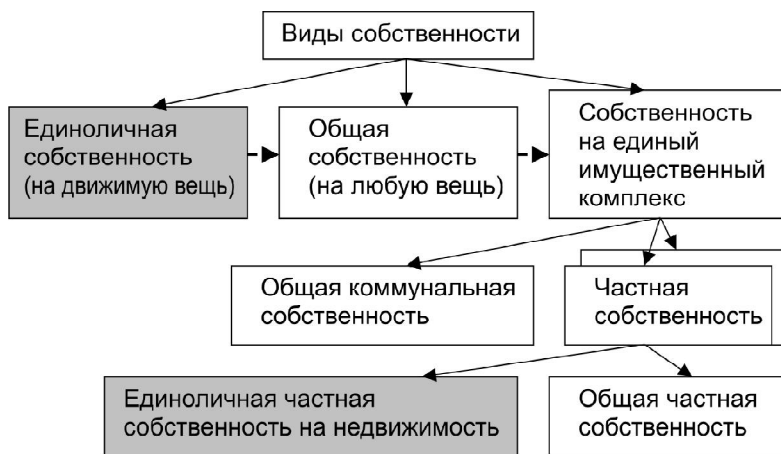 Виды собственности
Единоличная
собственность
(на движимую вещь)
Общая
собственность
(на любую вещь)
Собственность
на единый
имущественный
комплекс
Общая коммунальная
собственность
Частная
собственность
Единоличная частная
собственность на недвижимость
Общая частная
собственность